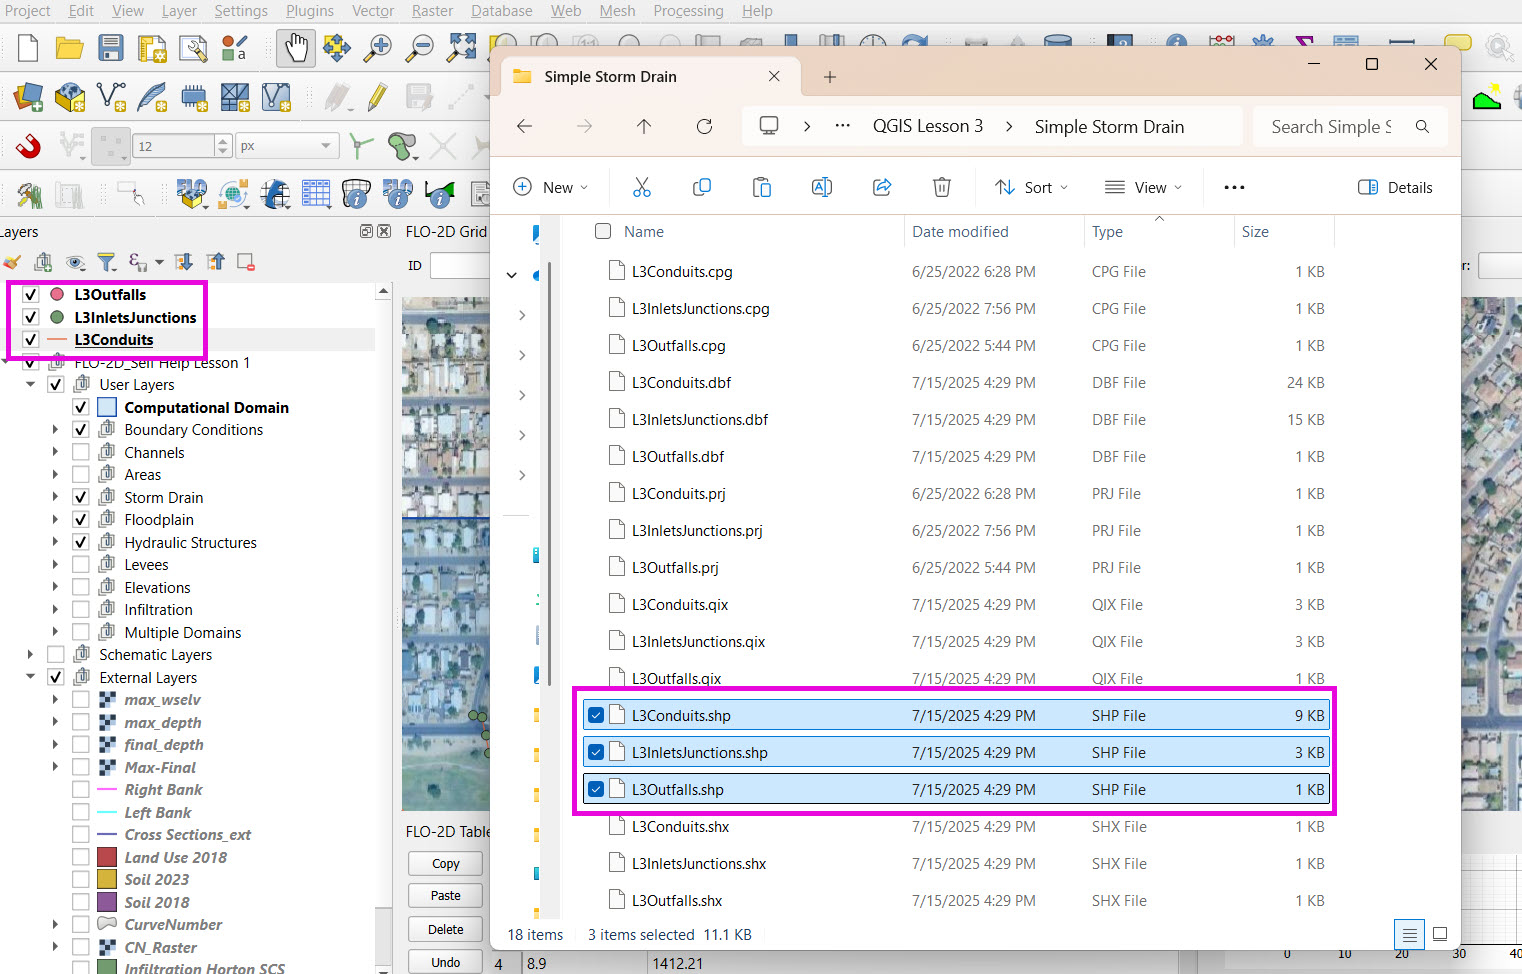 Project Edit View Layer Settings Plugins Vector Raster Database Web Mesh Processing Help
Simple Storm Drain
QGIS Lesson 3 > Simple Storm Drain
Search Simple S
12 px
New
Sort
View
Details
Layers
FLO-2D Grid
ID
L3Outfalls
L3InletsJunctions
L3Conduits
FLO-2D_Self Help Lesson 1
User Layers
Computational Domain
Boundary Conditions
Channels
Areas
Storm Drain
Floodplain
Hydraulic Structures
Levees
Elevations
Infiltration
Multiple Domains
Schematic Layers
External Layers
max_wselv
max_depth
final_depth
Max-Final
Right Bank
Left Bank
Cross Sections_ext
Land Use 2018
Soil 2023
Soil 2018
CurveNumber
CN_Raster
Infiltration Horton SCS
Name Date modified Type Size
L3Conduits.cpg 6/25/2022 6:28 PM CPG File 1 KB
L3InletsJunctions.cpg 6/25/2022 7:56 PM CPG File 1 KB
L3Outfalls.cpg 6/25/2022 5:44 PM CPG File 1 KB
L3Conduits.dbf 7/15/2025 4:29 PM DBF File 24 KB
L3InletsJunctions.dbf 7/15/2025 4:29 PM DBF File 15 KB
L3Outfalls.dbf 7/15/2025 4:29 PM DBF File 1 KB
L3Conduits.prj 6/25/2022 6:28 PM PRJ File 1 KB
L3InletsJunctions.prj 6/25/2022 7:56 PM PRJ File 1 KB
L3Outfalls.prj 6/25/2022 5:44 PM PRJ File 1 KB
L3Conduits.qix 7/15/2025 4:29 PM QIX File 3 KB
L3InletsJunctions.qix 7/15/2025 4:29 PM QIX File 3 KB
L3Outfalls.qix 7/15/2025 4:29 PM QIX File 1 KB
L3Conduits.shp 7/15/2025 4:29 PM SHP File 9 KB
L3InletsJunctions.shp 7/15/2025 4:29 PM SHP File 3 KB
L3Outfalls.shp 7/15/2025 4:29 PM SHP File 1 KB
L3Conduits.shx 7/15/2025 4:29 PM SHX File 1 KB
L3InletsJunctions.shx 7/15/2025 4:29 PM SHX File 1 KB
L3Outfalls.shx 7/15/2025 4:29 PM SHX File 1 KB
18 items 3 items selected 11.1 KB
FLO-2D Table
Copy
Paste
Delete
Undo
4 8.9 1412.21
0 10 20 30 40